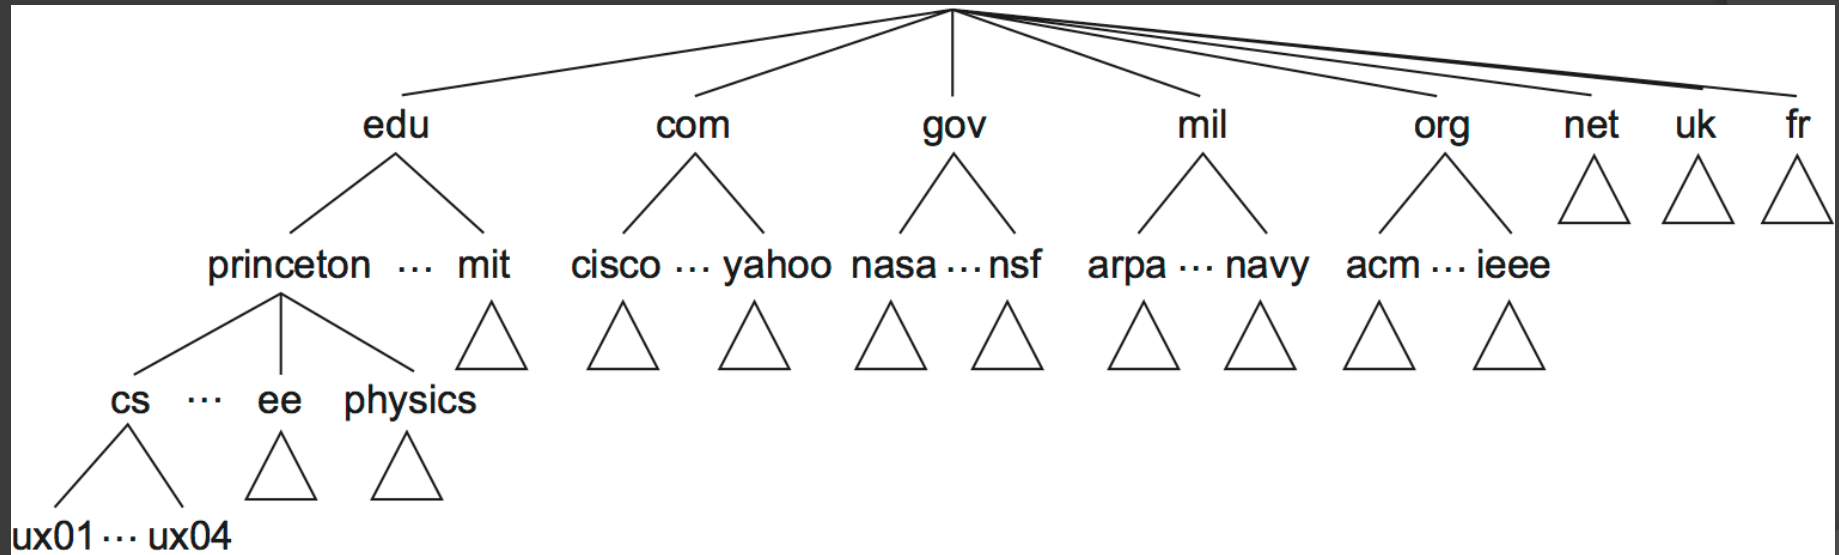 edu com gov mil org net uk fr
princeton ... mit cisco ... yahoo nasa ... nsf arpa ... navy acm ... ieee
cs ... ee physics
ux01 ... ux04